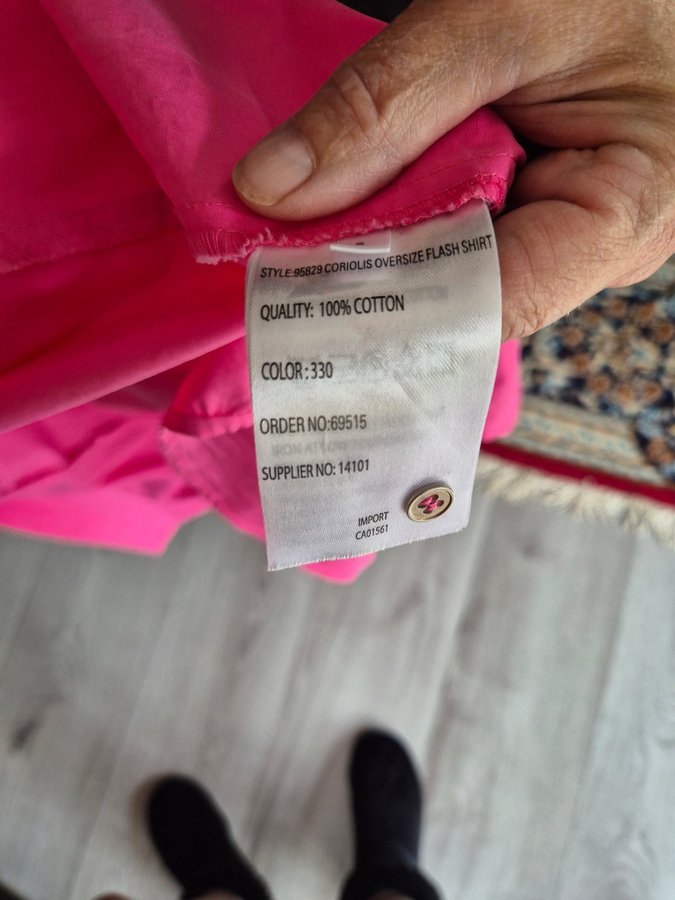 STYLE:95829 CORIOLIS OVERSIZE FLASH SHIRT
QUALITY: 100% COTTON
COLOR:330
ORDER NO:69515
SUPPLIER NO: 14101
IMPORT
CA01561